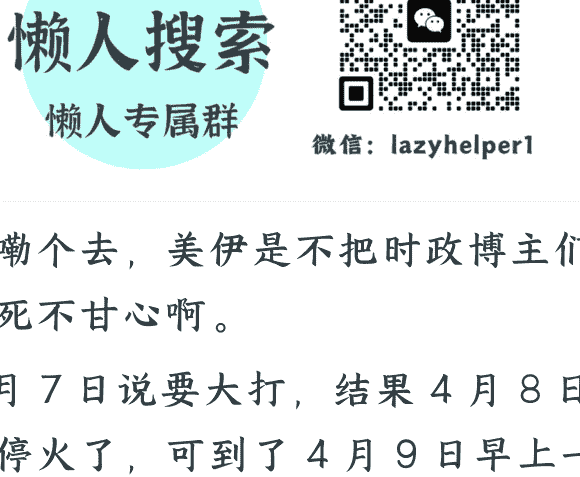 懒人搜索
懒人专属群
微信：lazyhelper1
嘞个去，美伊是不把时政博主们
死不甘心啊。
月 7 日说要大打，结果 4 月 8 日
停火了，可到了 4 月 9 日早上一